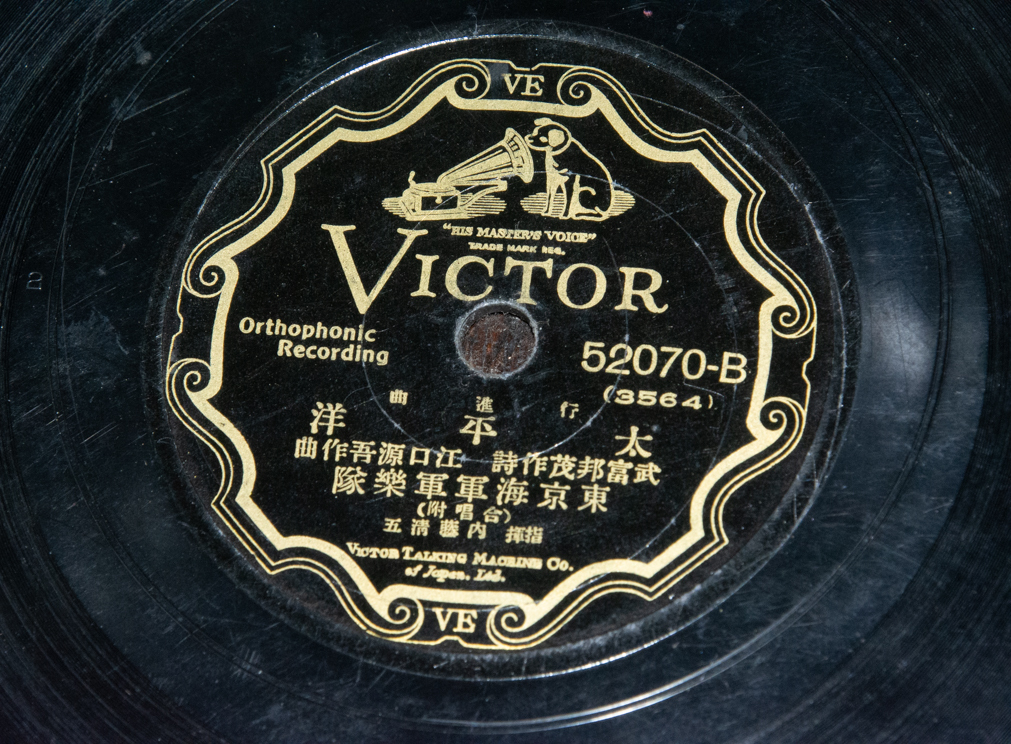 VE
"HIS MASTER'S VOICE"
TRADE MARK REG.
VICTOR
Orthophonic
Recording
52070-B
(3564)
行進曲
太平洋
武富邦茂作詩 江口源吾作曲
東京海軍軍樂隊
(合唱附)
指揮 内藤清五
VICTOR TALKING MACHINE CO.
of Japan, Ltd.
VE